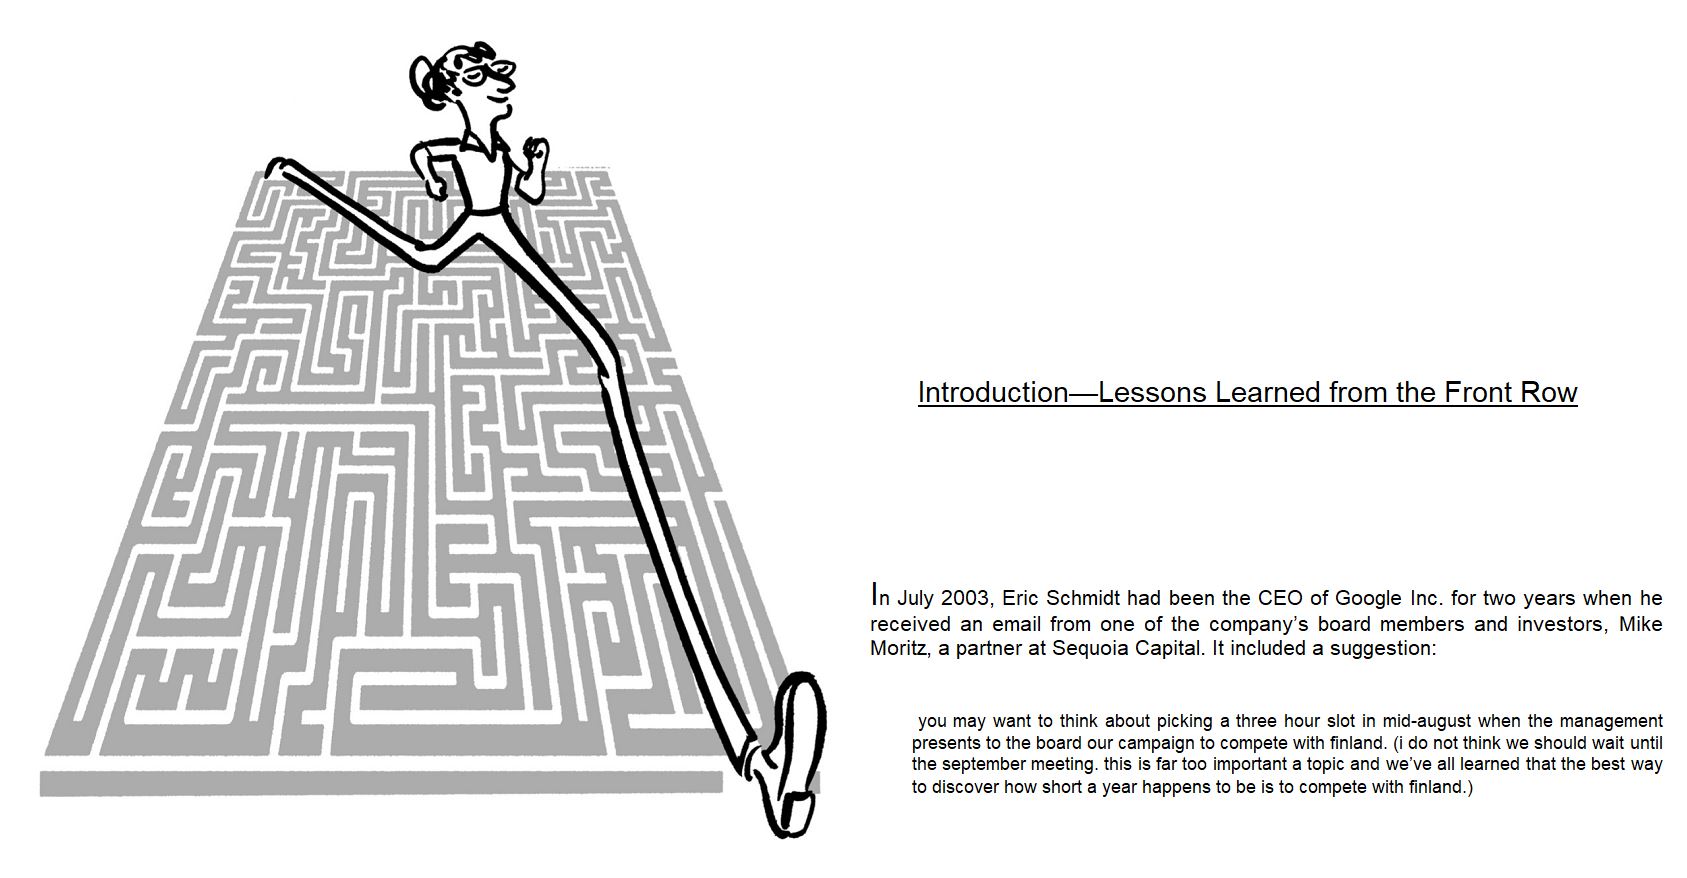 Introduction—Lessons Learned from the Front Row
In July 2003, Eric Schmidt had been the CEO of Google Inc. for two years when he
received an email from one of the company’s board members and investors, Mike
Moritz, a partner at Sequoia Capital. It included a suggestion:
you may want to think about picking a three hour slot in mid-august when the management
presents to the board our campaign to compete with finland. (i do not think we should wait until
the september meeting. this is far too important a topic and we’ve all learned that the best way
to discover how short a year happens to be is to compete with finland.)